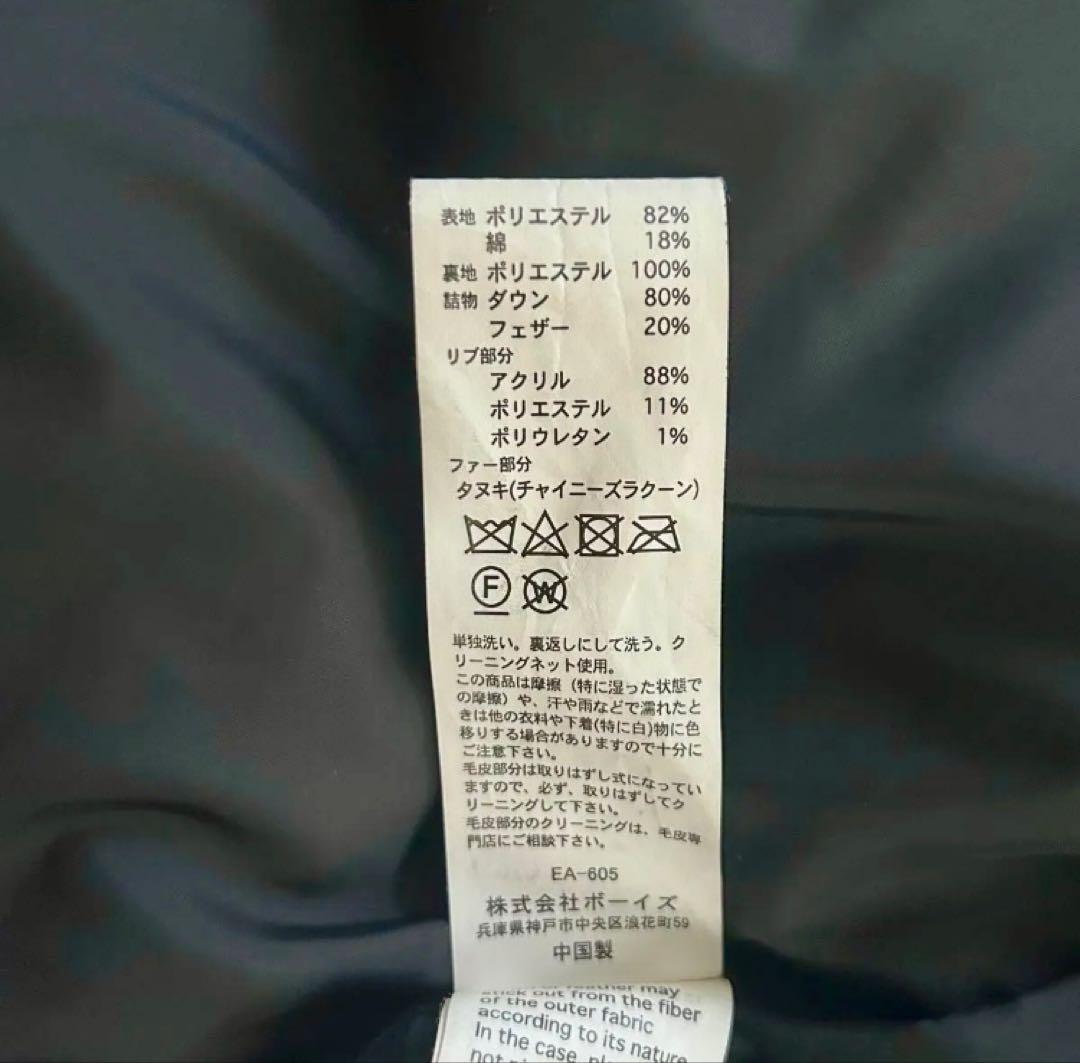 表地 ポリエステル 82%
綿 18%
裏地 ポリエステル 100%
詰物 ダウン 80%
フェザー 20%
リブ部分
アクリル 88%
ポリエステル 11%
ポリウレタン 1%
ファー部分
タヌキ(チャイニーズラクーン)
F W
単独洗い。裏返しにして洗う。ク
リーニングネット使用。
この商品は摩擦（特に湿った状態で
の摩擦）や、汗や雨などで濡れたと
きは他の衣料や下着(特に白)物に色
移りする場合がありますので十分に
ご注意下さい。
毛皮部分は取りはずし式になってい
ますので、必ず、取りはずしてク
リーニングして下さい。
毛皮部分のクリーニングは、毛皮専
門店にご相談下さい。
EA-605
株式会社ボーイズ
兵庫県神戸市中央区浪花町59
中国製
feather may
stick out from the fiber
of the outer fabric
according to its nature
In the case
not